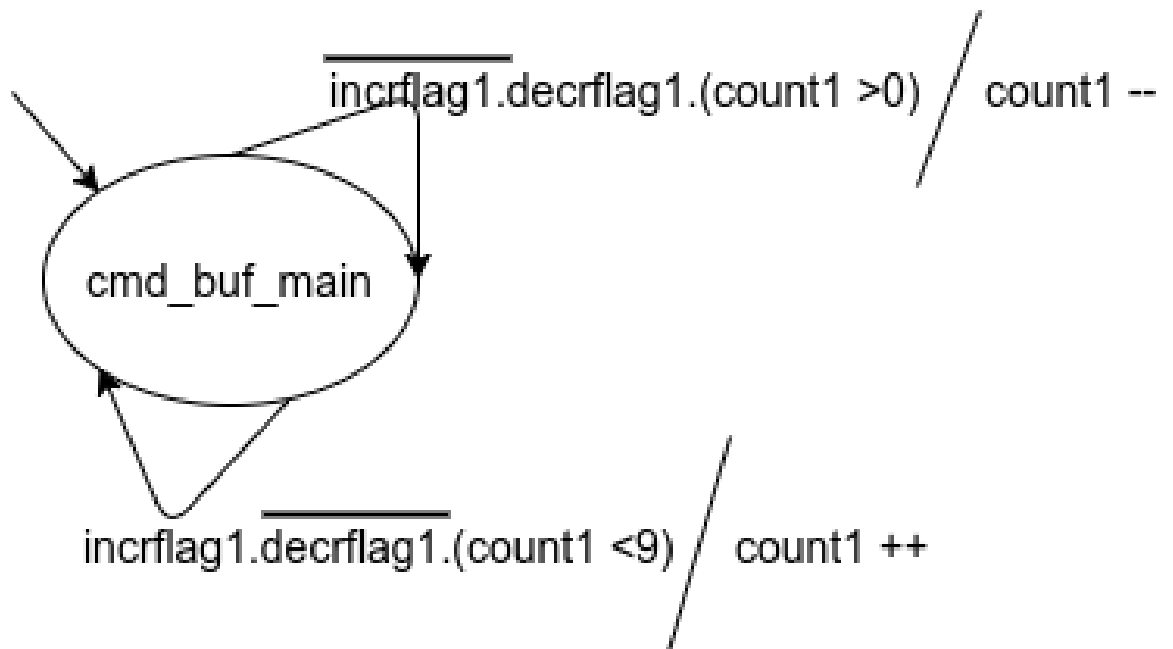 incrflag1.decrflag1.(count1 >0) / count1 --
cmd_buf_main
incrflag1.decrflag1.(count1 <9) / count1 ++